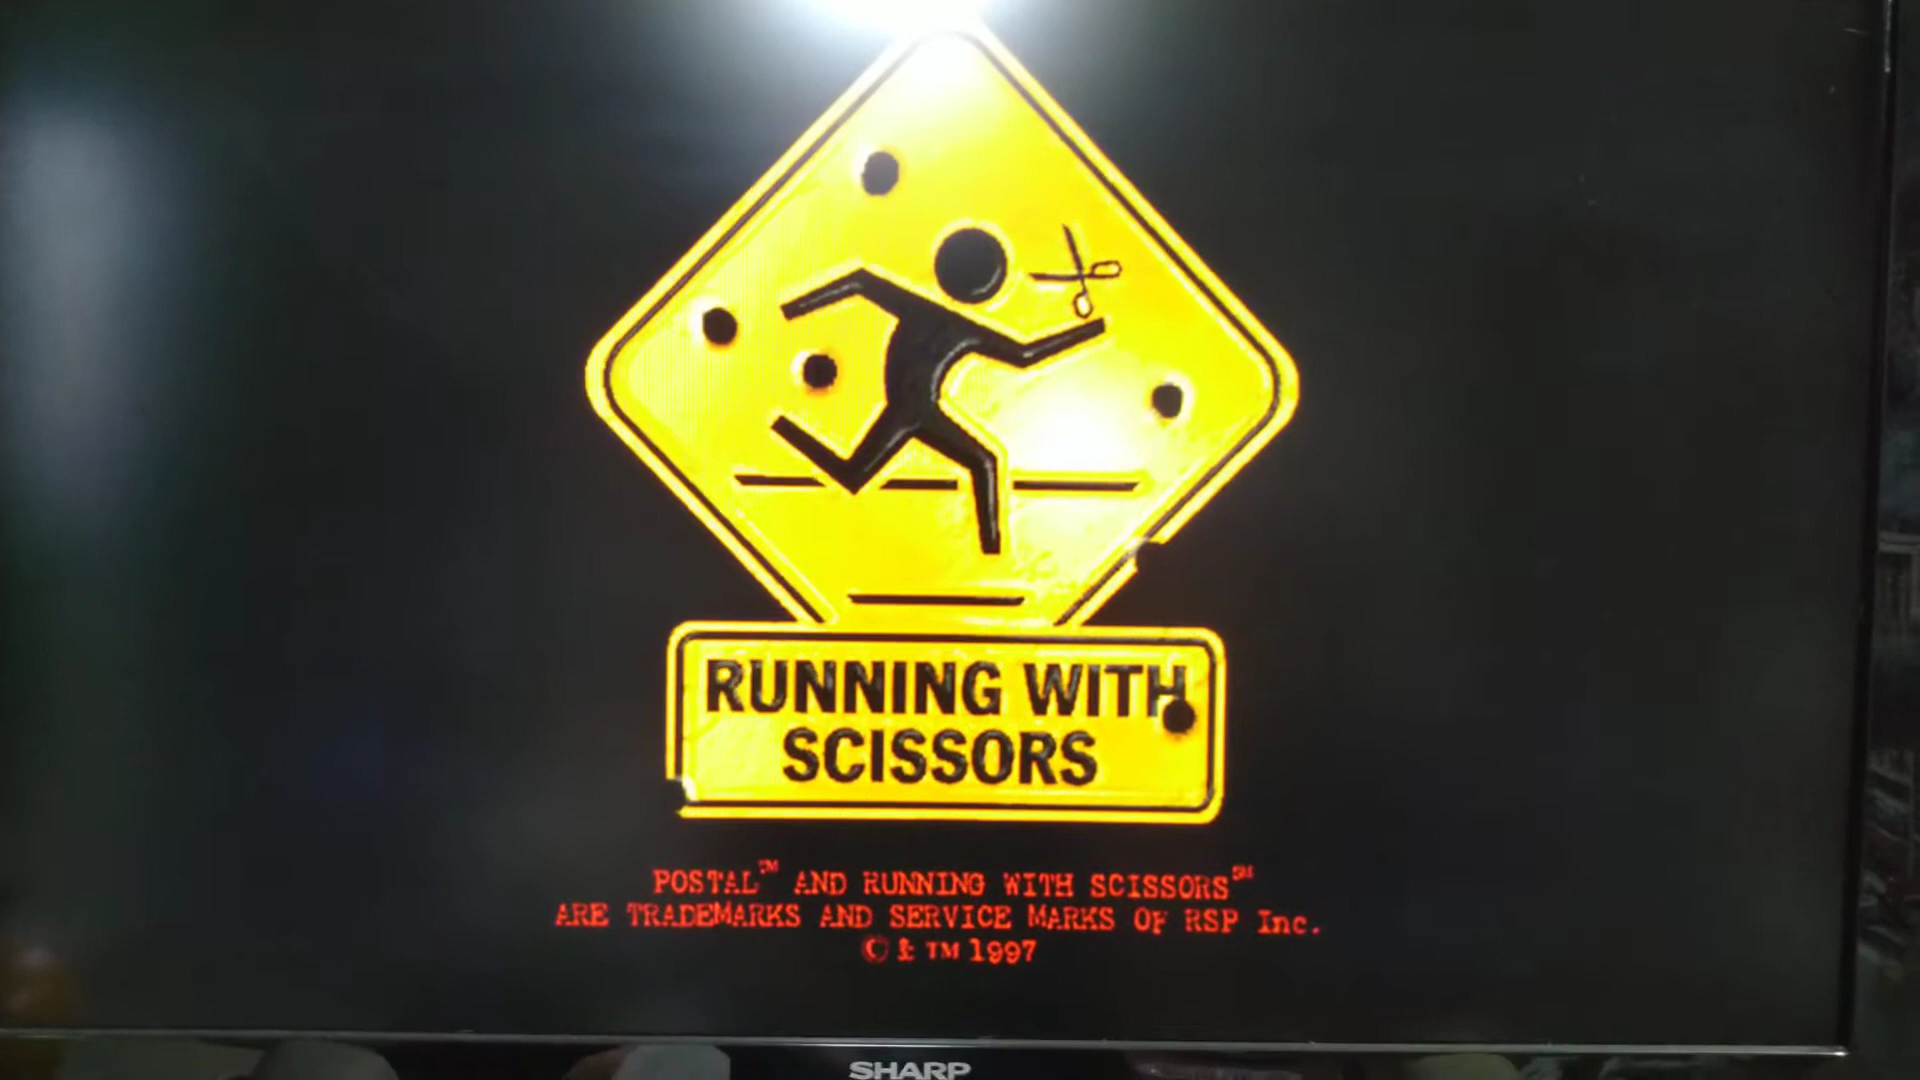 RUNNING WITH
SCISSORS
POSTAL™ AND RUNNING WITH SCISSORS℠
ARE TRADEMARKS AND SERVICE MARKS OF RSP Inc.
© & TM 1997
SHARP